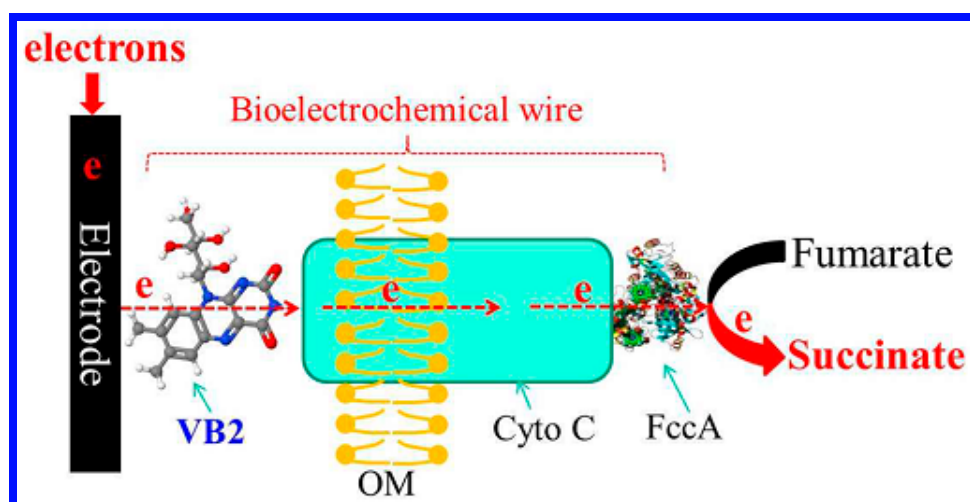 electrons
Bioelectrochemical wire
e
Electrode
e
e
e
Fumarate
e
Succinate
VB2
Cyto C
FccA
OM